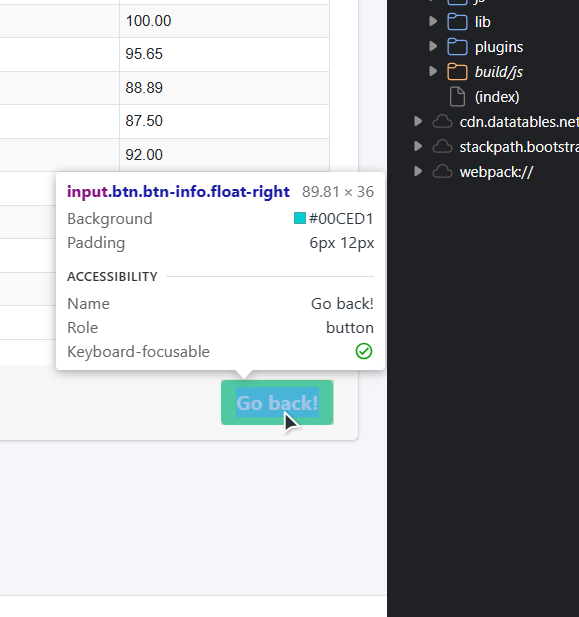 100.00
95.65
88.89
87.50
92.00
input.btn.btn-info.float-right 89.81 × 36
Background #00CED1
Padding 6px 12px
ACCESSIBILITY
Name Go back!
Role button
Keyboard-focusable
Go back!
js
lib
plugins
build/js
(index)
cdn.datatables.net
stackpath.bootstra
webpack://